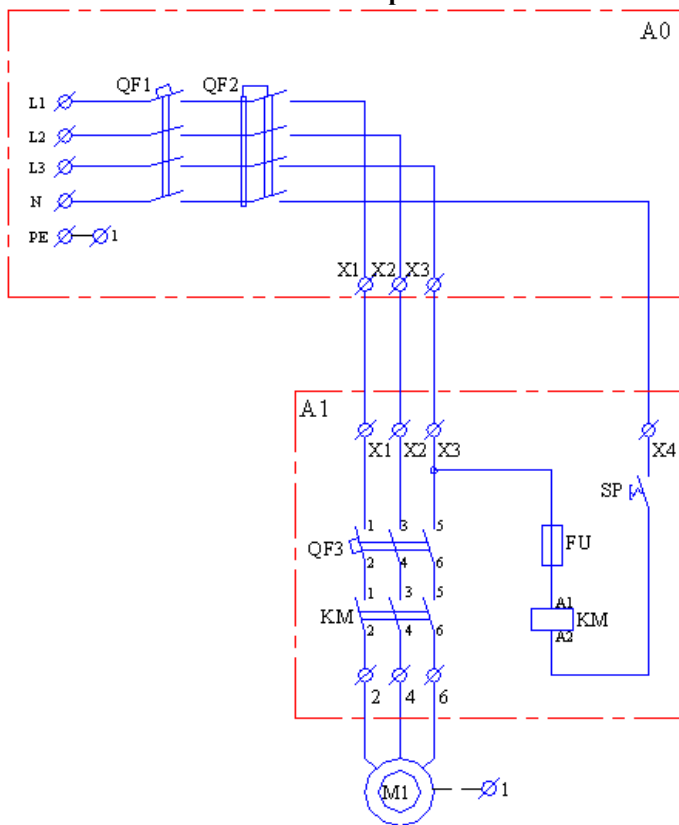 A0
QF1 QF2
L1
L2
L3
N
PE 1
X1 X2 X3
A1
X1 X2 X3 X4
SP
1 3 5
QF3 FU
2 4 6
1 3 5 A1
KM KM
2 4 6 A2
2 4 6
M1 1